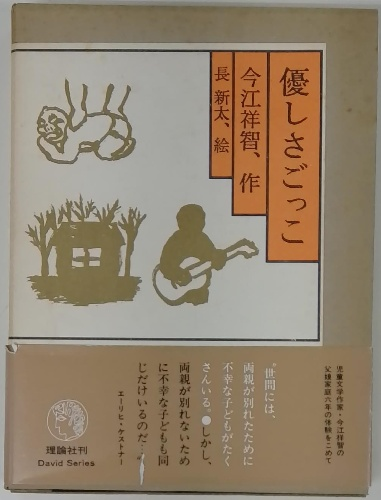 優しさごっこ
今江祥智、作
長 新太、絵
児童文学作家・今江祥智の
父娘家庭六年の体験をこめて
"世間には、
両親が別れたために
不幸な子どもがたく
さんいる。●しかし、
両親が別れないため
に不幸な子どもも同
じだけいるのだ…"
エーリヒ・ケストナー
理論社刊
David Series